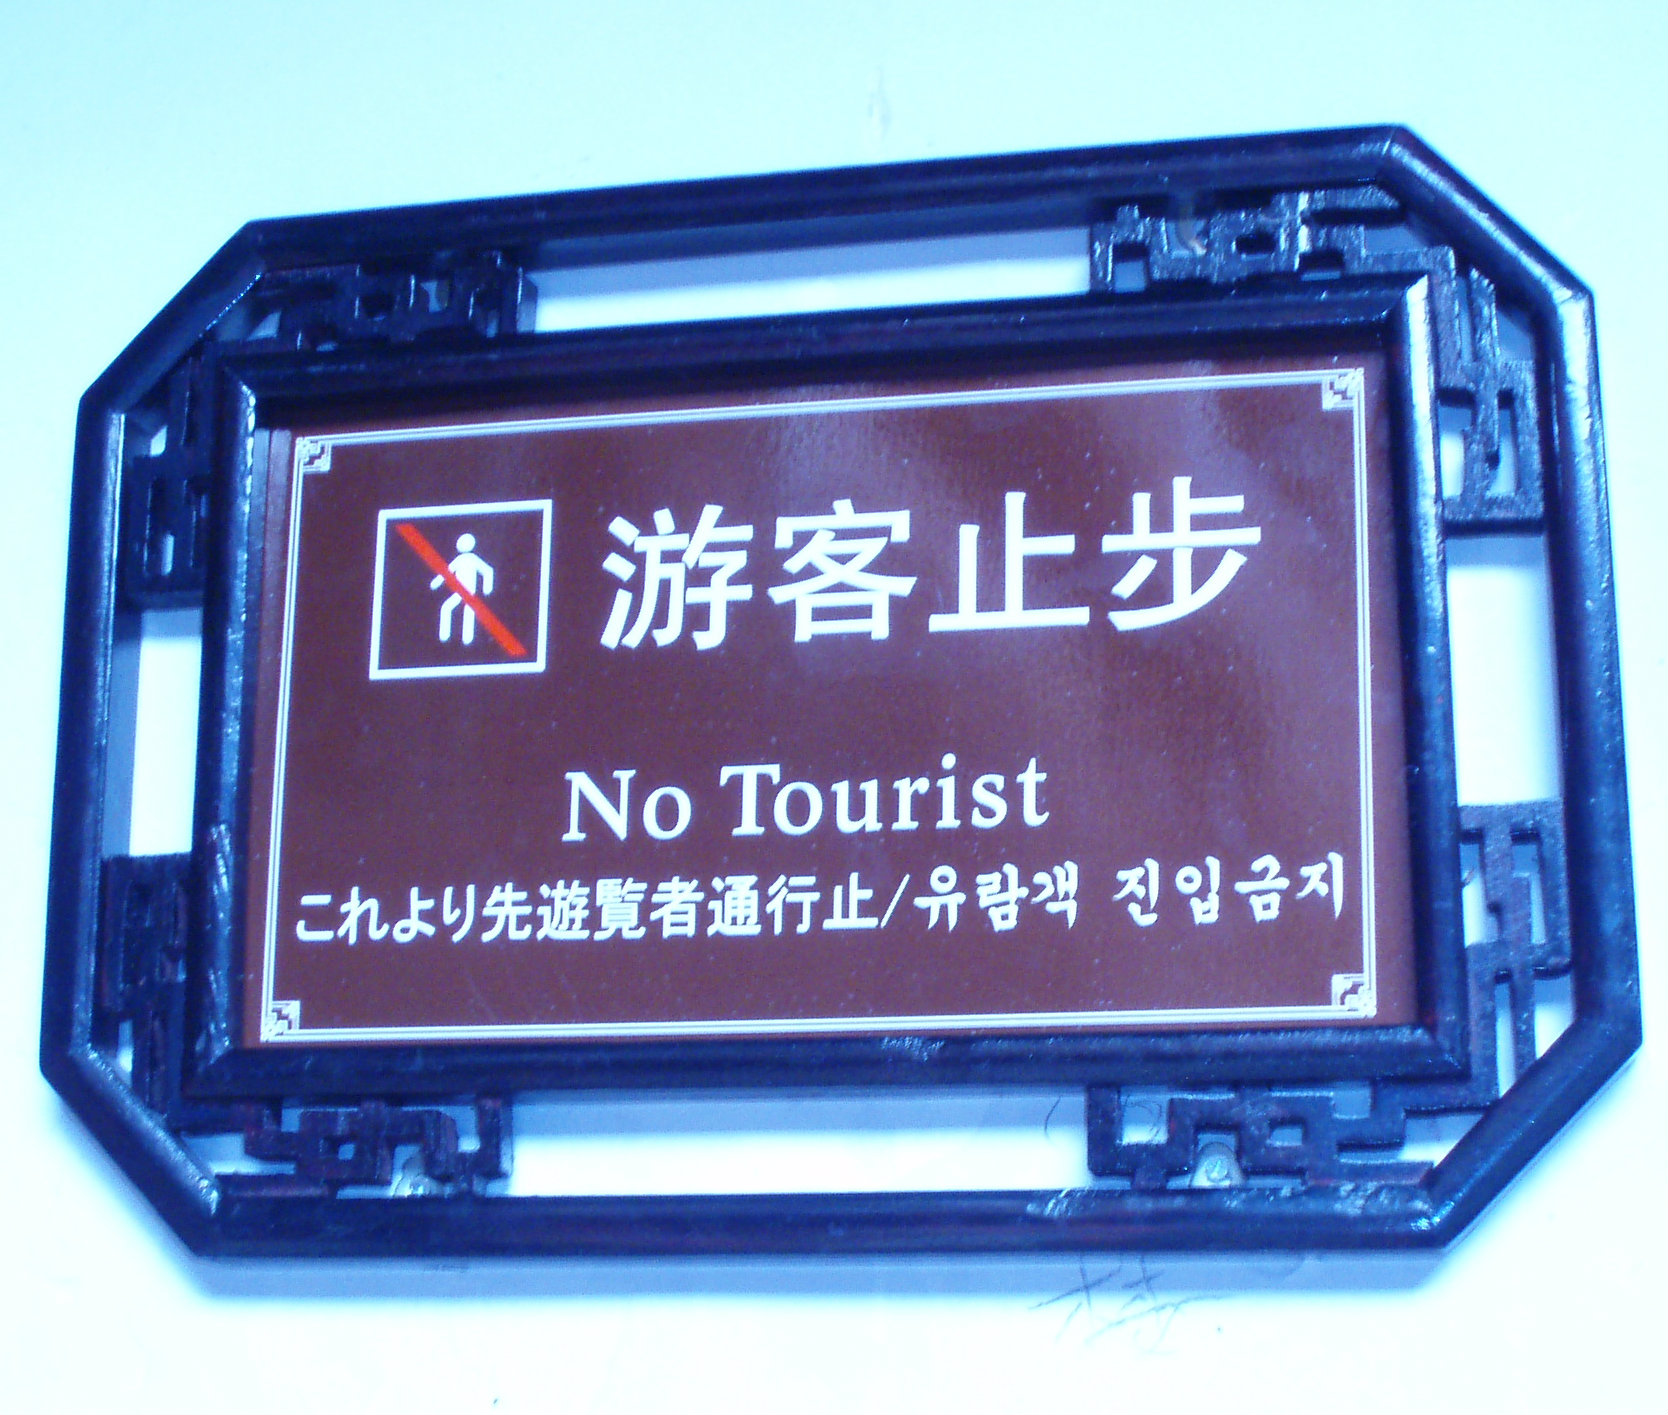 游客止步
No Tourist
これより先遊覧者通行止/유람객 진입금지